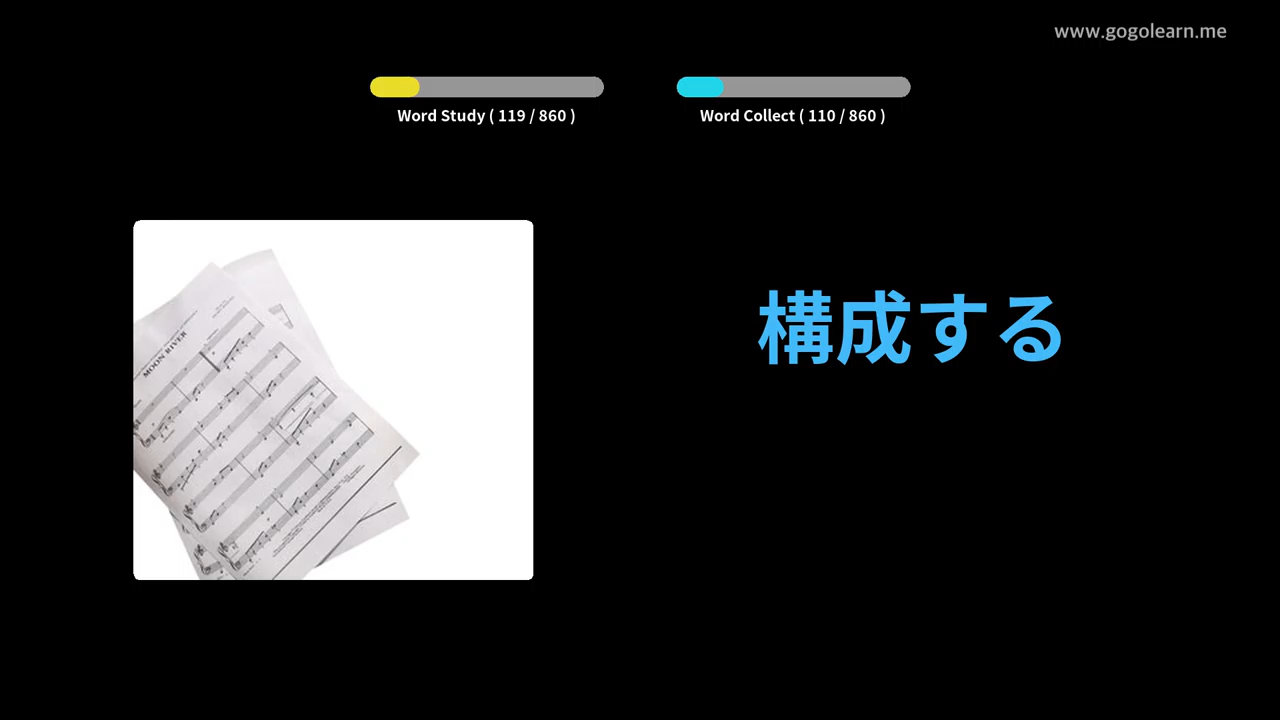 www.gogolearn.me
Word Study ( 119 / 860 )
Word Collect ( 110 / 860 )
MOON RIVER
構成する